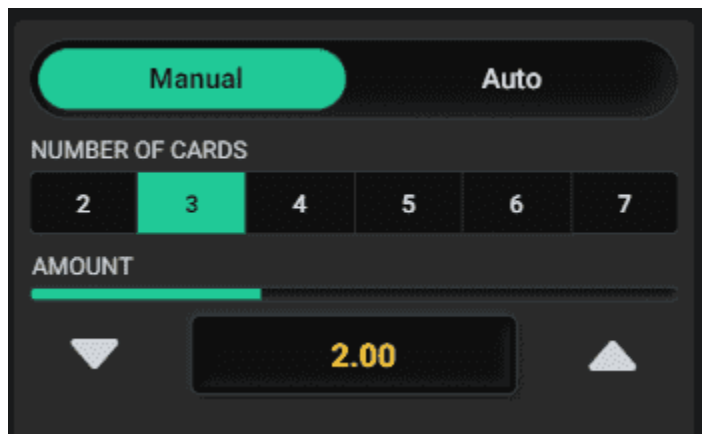 Manual Auto
NUMBER OF CARDS
2 3 4 5 6 7
AMOUNT
2.00